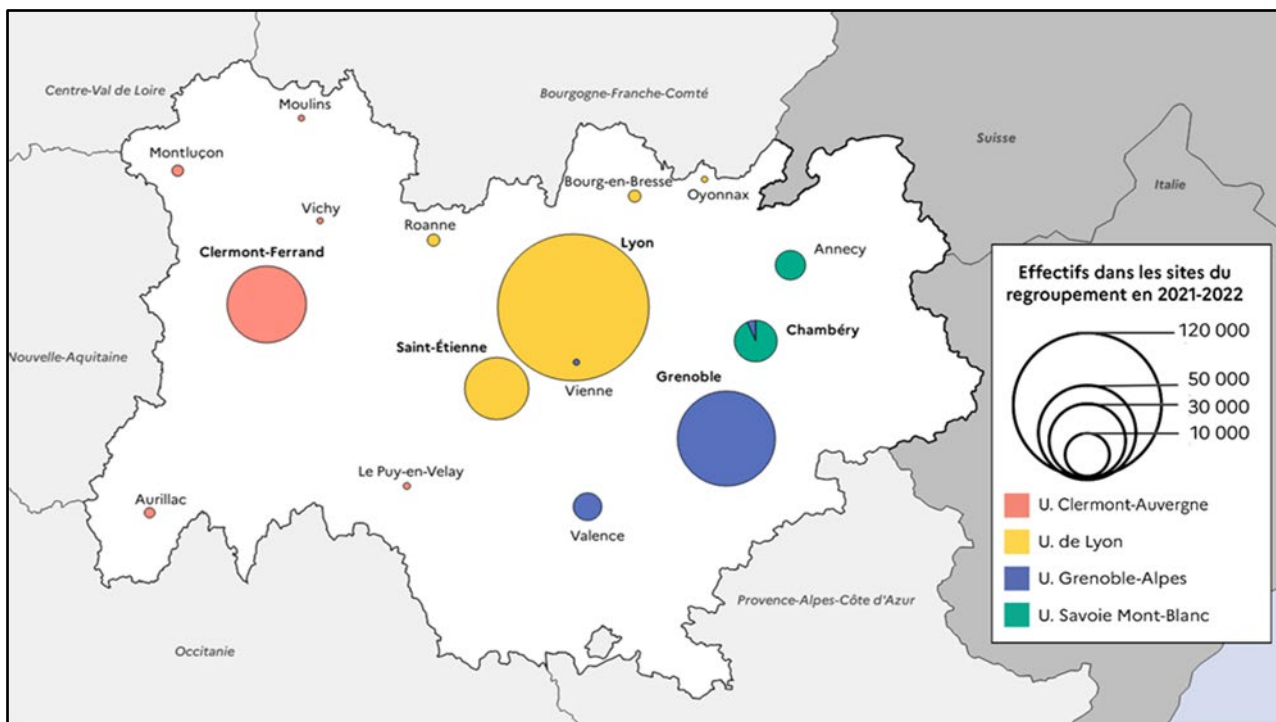 Centre-Val de Loire
Bourgogne-Franche-Comté
Suisse
Italie
Moulins
Montluçon
Vichy
Clermont-Ferrand
Roanne
Bourg-en-Bresse
Oyonnax
Lyon
Annecy
Chambéry
Saint-Étienne
Vienne
Grenoble
Nouvelle-Aquitaine
Le Puy-en-Velay
Aurillac
Valence
Provence-Alpes-Côte d'Azur
Occitanie
Effectifs dans les sites du
regroupement en 2021-2022
120 000
50 000
30 000
10 000
U. Clermont-Auvergne
U. de Lyon
U. Grenoble-Alpes
U. Savoie Mont-Blanc